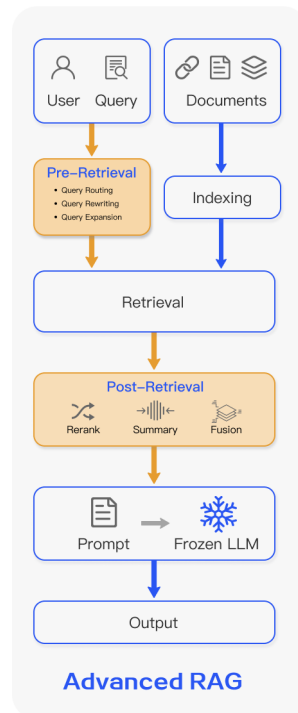 User Query
Documents
Pre-Retrieval
• Query Routing
• Query Rewriting
• Query Expansion
Indexing
Retrieval
Post-Retrieval
Rerank Summary Fusion
Prompt Frozen LLM
Output
Advanced RAG